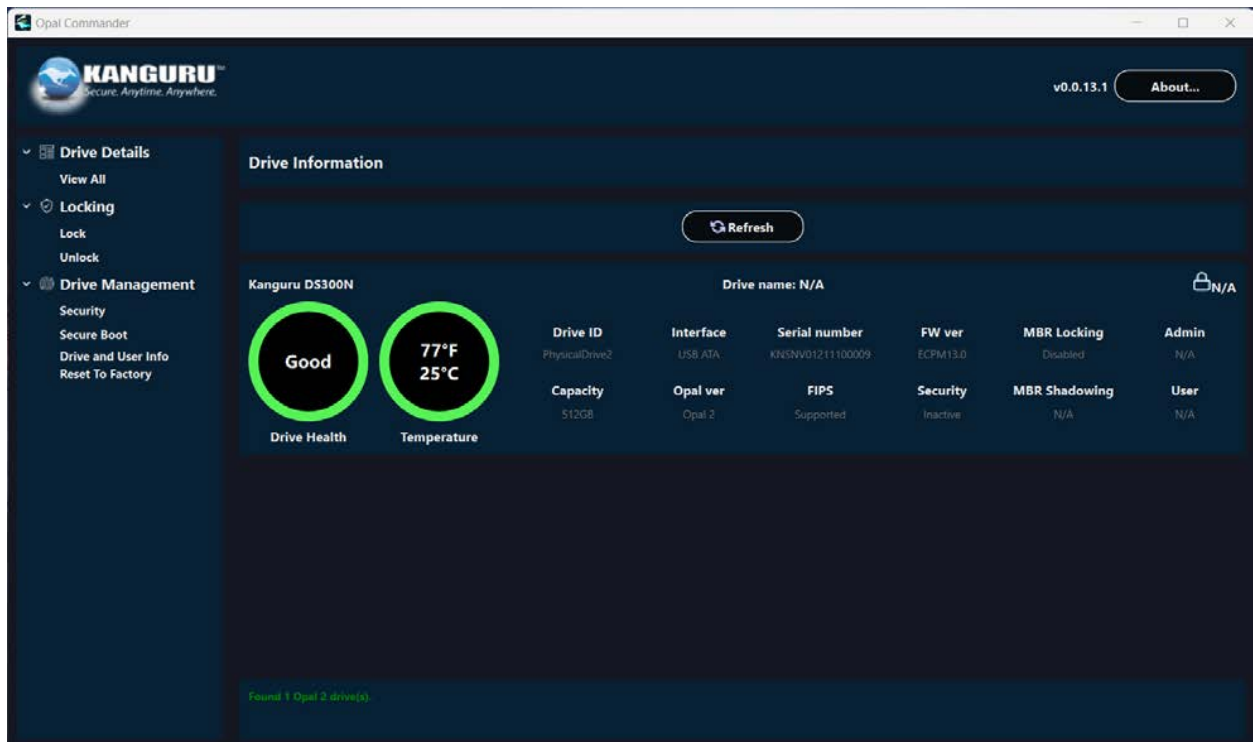 Opal Commander
KANGURU™
Secure. Anytime. Anywhere.
v0.0.13.1
About...
Drive Details
View All
Locking
Lock
Unlock
Drive Management
Security
Secure Boot
Drive and User Info
Reset To Factory
Drive Information
Refresh
Kanguru DS300N
Drive name: N/A
N/A
Good
Drive Health
77°F
25°C
Temperature
Drive ID Interface Serial number FW ver MBR Locking Admin
PhysicalDrive2 USB ATA KNSNV01211100009 ECPM13.0 Disabled N/A
Capacity Opal ver FIPS Security MBR Shadowing User
512GB Opal 2 Supported Inactive N/A N/A
Found 1 Opal 2 drive(s).